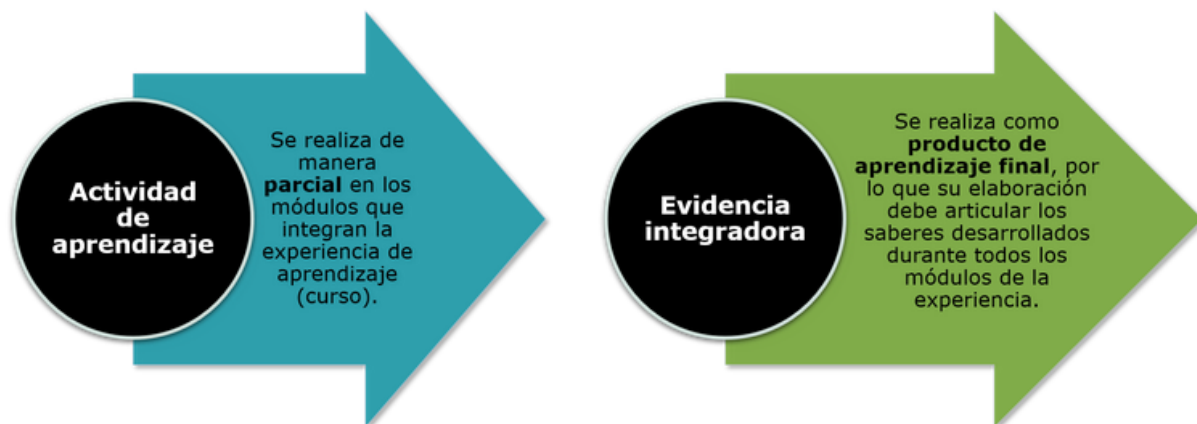 Actividad
de
aprendizaje
Se realiza de
manera
parcial en los
módulos que
integran la
experiencia de
aprendizaje
(curso).
Evidencia
integradora
Se realiza como
producto de
aprendizaje final, por
lo que su elaboración
debe articular los
saberes desarrollados
durante todos los
módulos de la
experiencia.